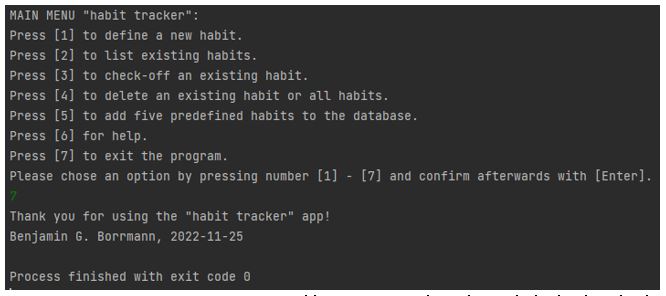 MAIN MENU "habit tracker":
Press [1] to define a new habit.
Press [2] to list existing habits.
Press [3] to check-off an existing habit.
Press [4] to delete an existing habit or all habits.
Press [5] to add five predefined habits to the database.
Press [6] for help.
Press [7] to exit the program.
Please chose an option by pressing number [1] - [7] and confirm afterwards with [Enter].
7
Thank you for using the "habit tracker" app!
Benjamin G. Borrmann, 2022-11-25
Process finished with exit code 0